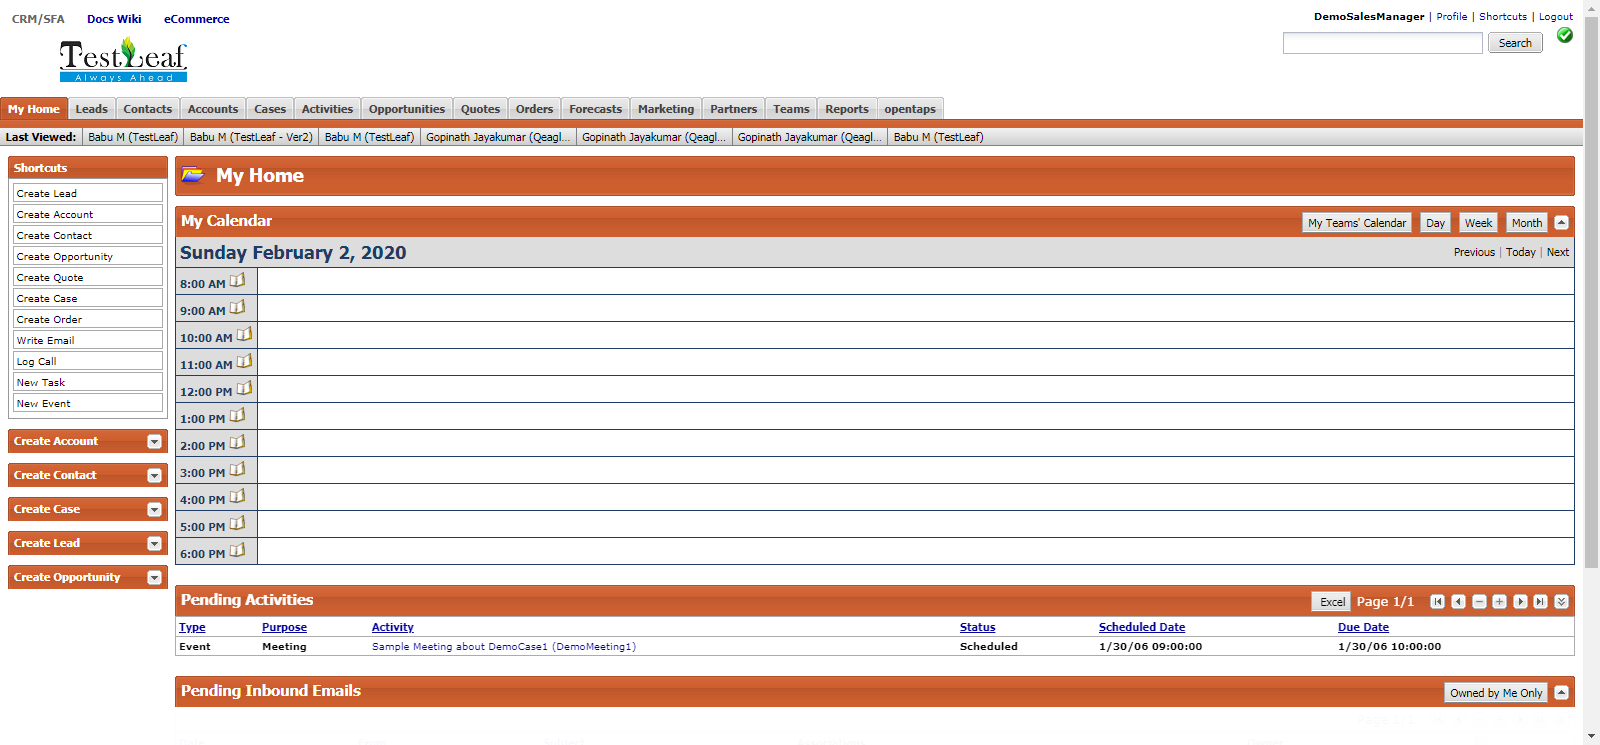 CRM/SFA Docs Wiki eCommerce
DemoSalesManager | Profile | Shortcuts | Logout
Search
TestLeaf
Always Ahead
My Home Leads Contacts Accounts Cases Activities Opportunities Quotes Orders Forecasts Marketing Partners Teams Reports opentaps
Last Viewed: Babu M (TestLeaf) Babu M (TestLeaf - Ver2) Babu M (TestLeaf) Gopinath Jayakumar (Qeagl... Gopinath Jayakumar (Qeagl... Gopinath Jayakumar (Qeagl... Babu M (TestLeaf)
Shortcuts
Create Lead
Create Account
Create Contact
Create Opportunity
Create Quote
Create Case
Create Order
Write Email
Log Call
New Task
New Event
Create Account
Create Contact
Create Case
Create Lead
Create Opportunity
My Home
My Calendar
My Teams' Calendar Day Week Month
Sunday February 2, 2020
Previous | Today | Next
8:00 AM
9:00 AM
10:00 AM
11:00 AM
12:00 PM
1:00 PM
2:00 PM
3:00 PM
4:00 PM
5:00 PM
6:00 PM
Pending Activities
Excel Page 1/1
Type Purpose Activity Status Scheduled Date Due Date
Event Meeting Sample Meeting about DemoCase1 (DemoMeeting1) Scheduled 1/30/06 09:00:00 1/30/06 10:00:00
Pending Inbound Emails
Owned by Me Only